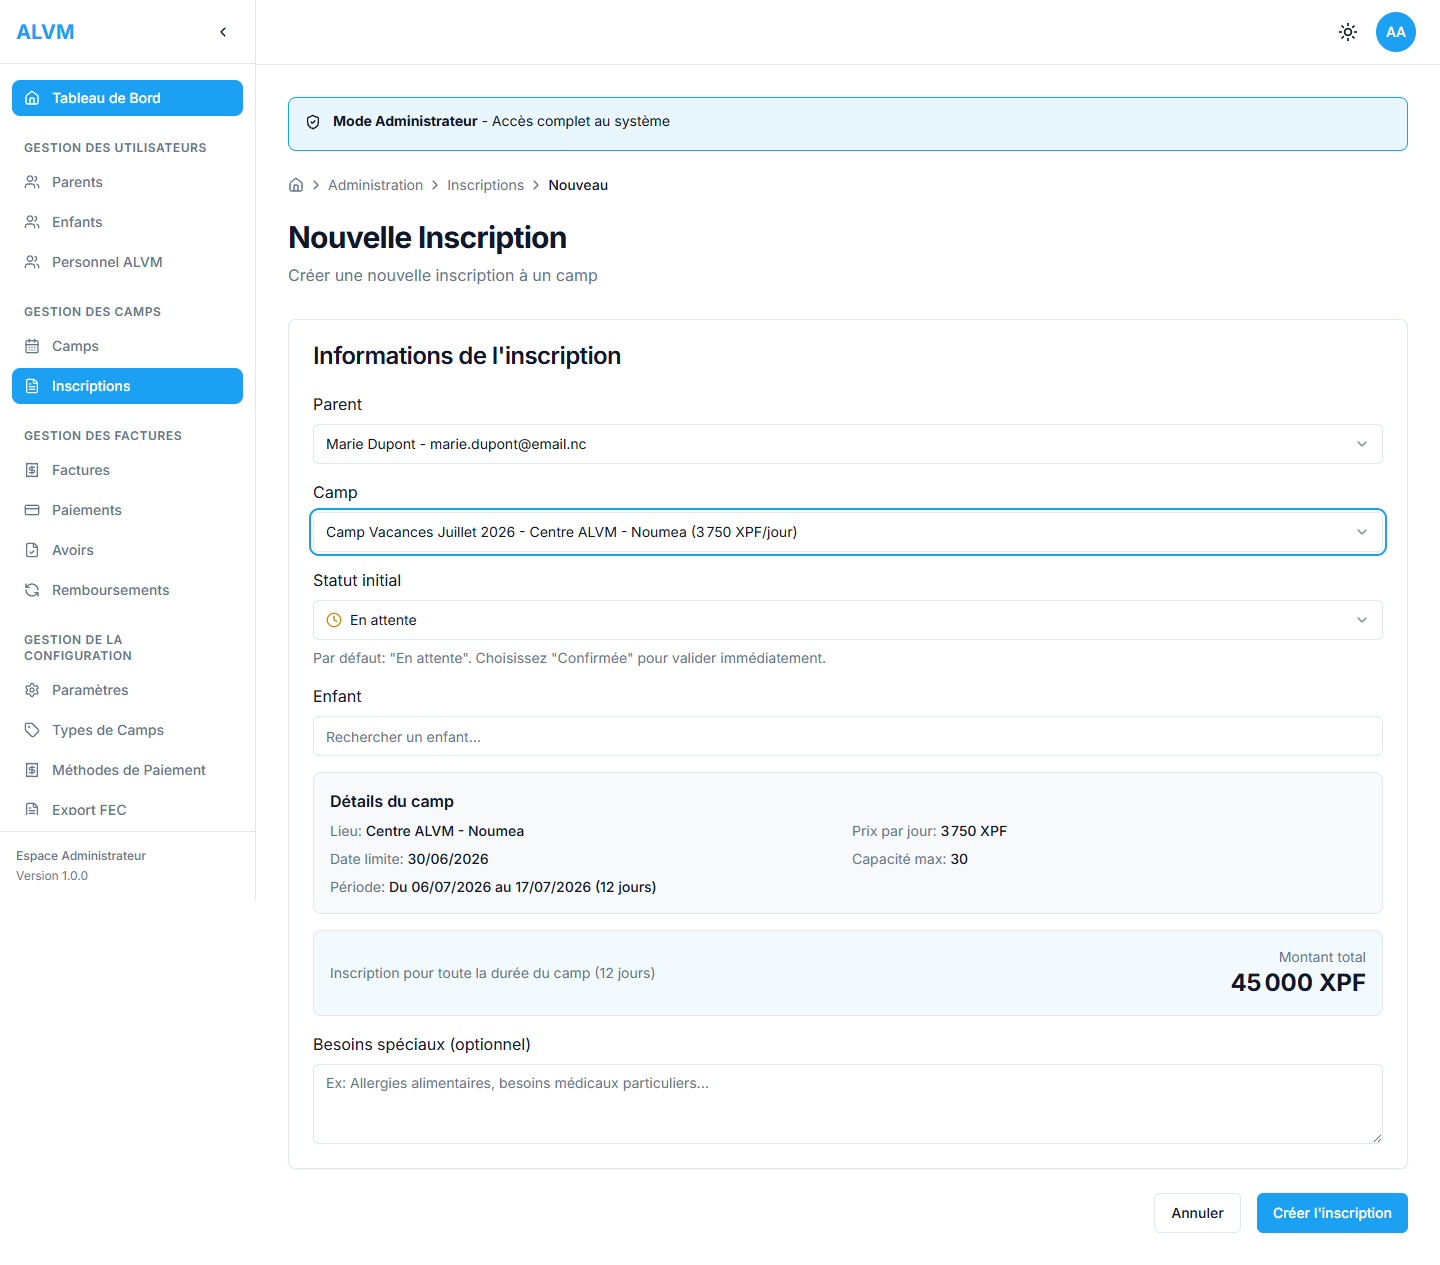 ALVM
AA
Tableau de Bord
GESTION DES UTILISATEURS
Parents
Enfants
Personnel ALVM
GESTION DES CAMPS
Camps
Inscriptions
GESTION DES FACTURES
Factures
Paiements
Avoirs
Remboursements
GESTION DE LA
CONFIGURATION
Paramètres
Types de Camps
Méthodes de Paiement
Export FEC
Espace Administrateur
Version 1.0.0
Mode Administrateur - Accès complet au système
Administration
Inscriptions
Nouveau
Nouvelle Inscription
Créer une nouvelle inscription à un camp
Informations de l'inscription
Parent
Marie Dupont - marie.dupont@email.nc
Camp
Camp Vacances Juillet 2026 - Centre ALVM - Noumea (3 750 XPF/jour)
Statut initial
En attente
Par défaut: "En attente". Choisissez "Confirmée" pour valider immédiatement.
Enfant
Rechercher un enfant...
Détails du camp
Lieu: Centre ALVM - Noumea
Prix par jour: 3 750 XPF
Date limite: 30/06/2026
Capacité max: 30
Période: Du 06/07/2026 au 17/07/2026 (12 jours)
Inscription pour toute la durée du camp (12 jours)
Montant total
45 000 XPF
Besoins spéciaux (optionnel)
Ex: Allergies alimentaires, besoins médicaux particuliers...
Annuler
Créer l'inscription